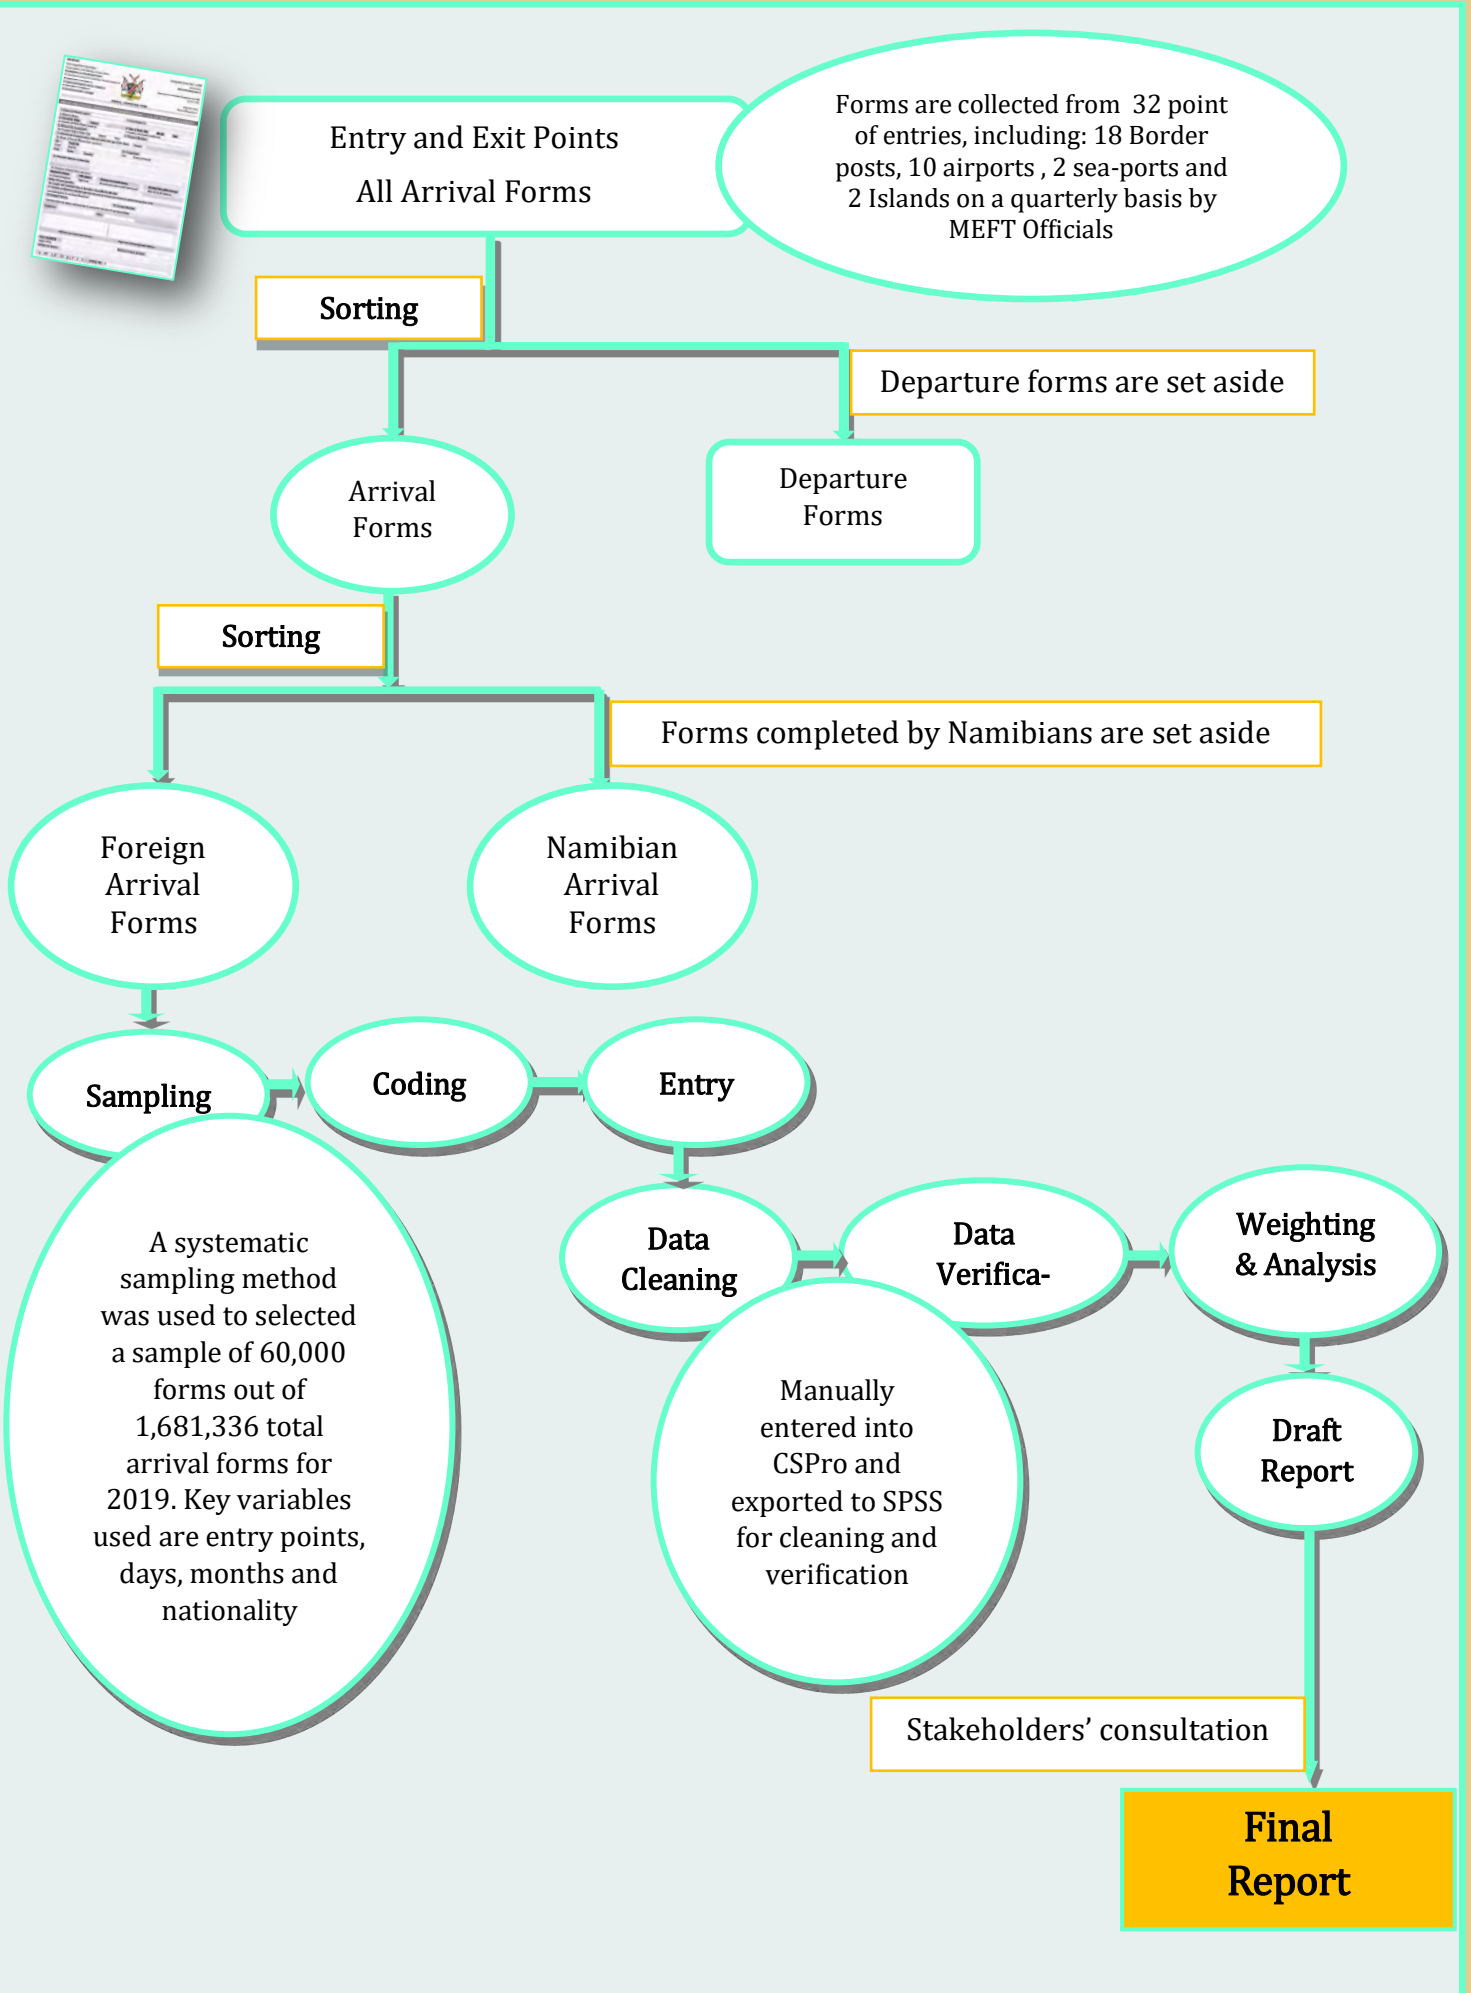 Entry and Exit Points
All Arrival Forms
Forms are collected from 32 point
of entries, including: 18 Border
posts, 10 airports , 2 sea-ports and
2 Islands on a quarterly basis by
MEFT Officials
Sorting
Departure forms are set aside
Arrival
Forms
Departure
Forms
Sorting
Forms completed by Namibians are set aside
Foreign
Arrival
Forms
Namibian
Arrival
Forms
Sampling
Coding
Entry
A systematic
sampling method
was used to selected
a sample of 60,000
forms out of
1,681,336 total
arrival forms for
2019. Key variables
used are entry points,
days, months and
nationality
Data
Cleaning
Data
Verifica-
Weighting
& Analysis
Manually
entered into
CSPro and
exported to SPSS
for cleaning and
verification
Draft
Report
Stakeholders’ consultation
Final
Report